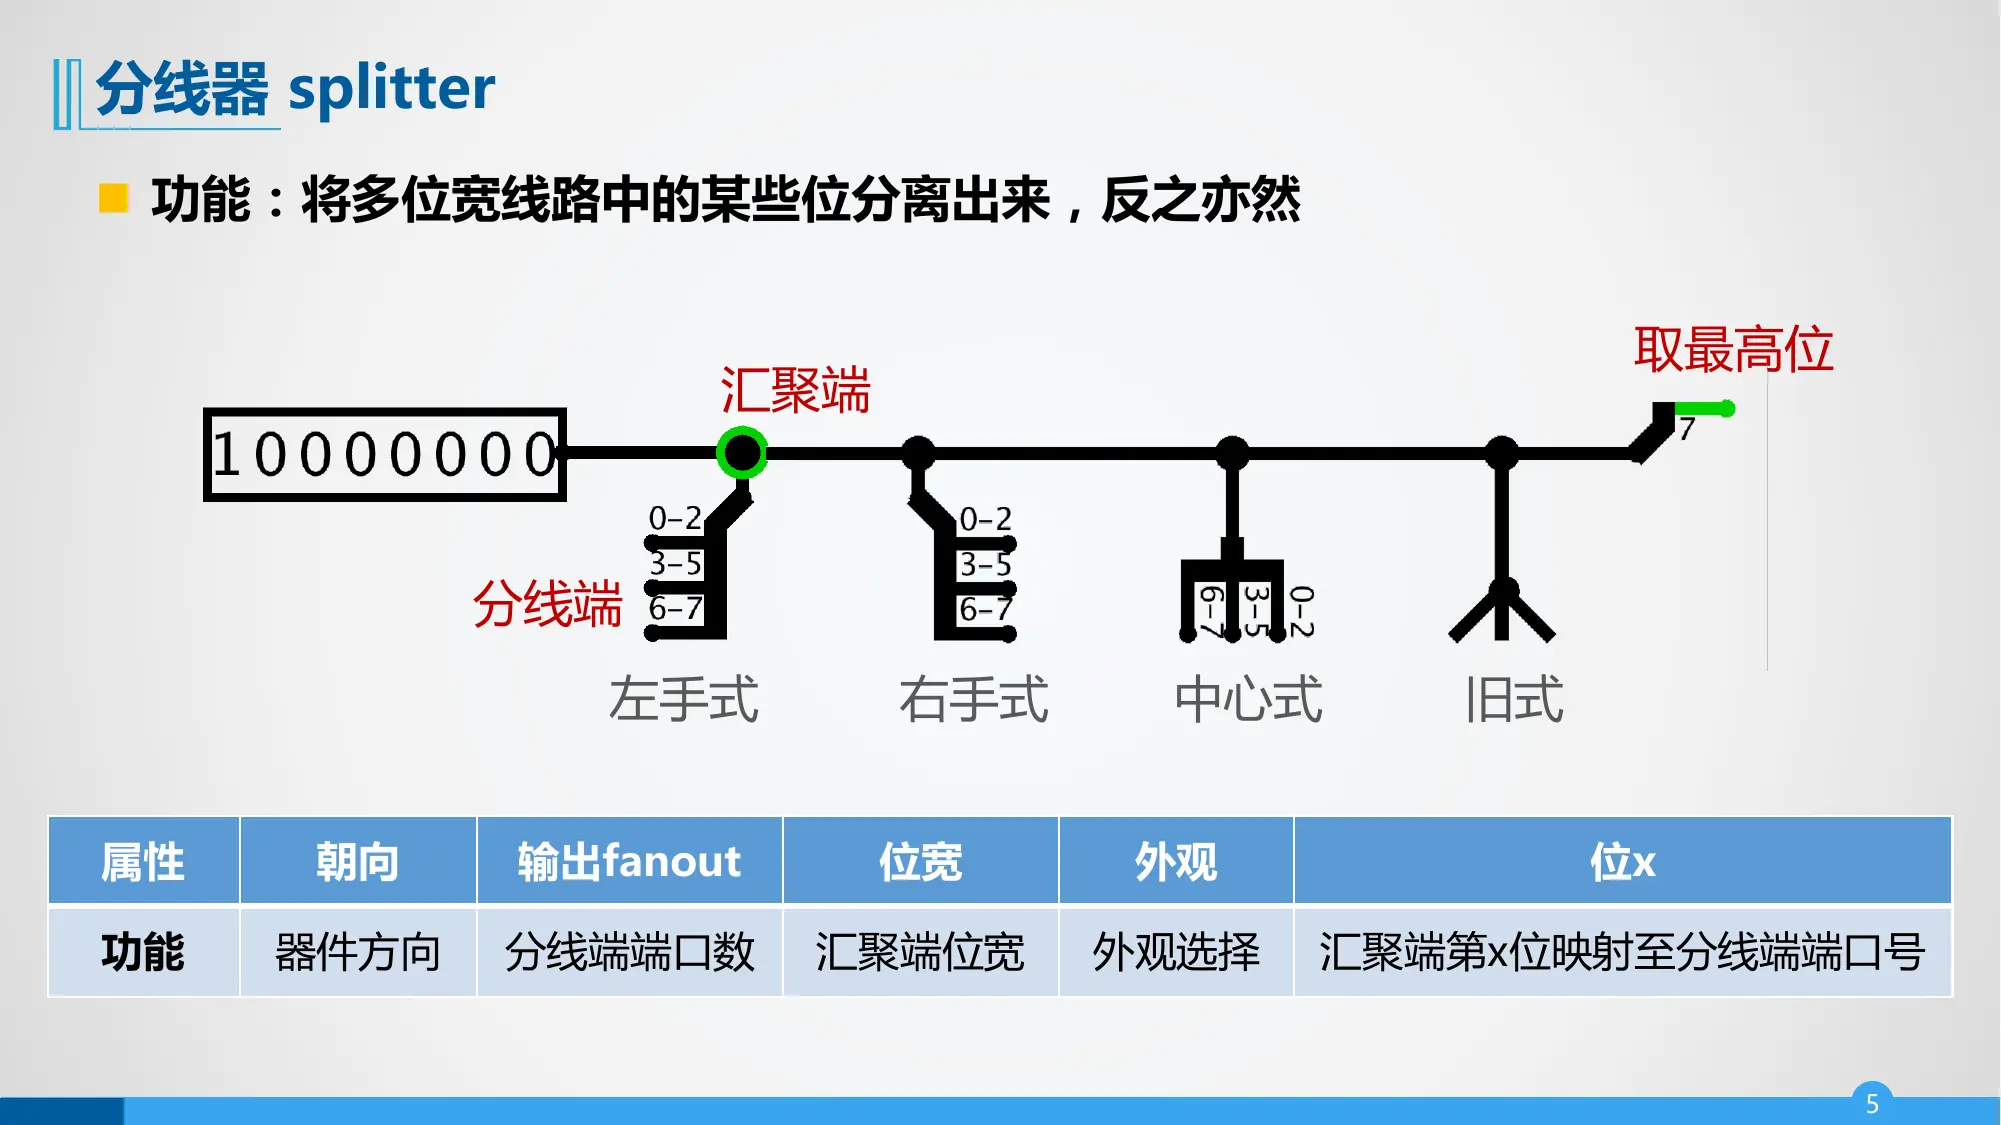 分线器 splitter
功能：将多位宽线路中的某些位分离出来，反之亦然
取最高位
汇聚端
7
10000000
0-2 0-2
3-5 3-5
分线端
6-7 6-7
6-7 3-5 0-2
左手式 右手式 中心式 旧式
属性 朝向 输出fanout 位宽 外观 位x
功能 器件方向 分线端端口数 汇聚端位宽 外观选择 汇聚端第x位映射至分线端端口号
5